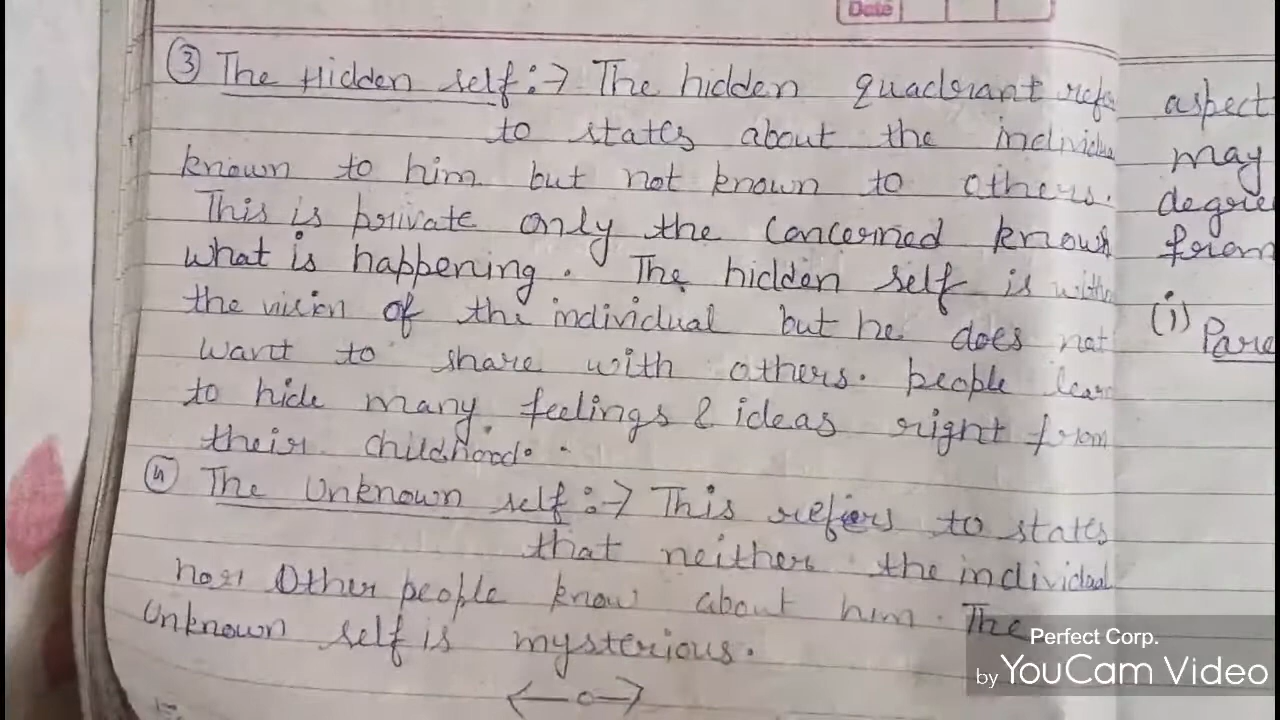 Date
③ The Hidden self :→ The hidden quadrant refe
to states about the individua
known to him but not known to others.
This is private only the concerned knows
what is happening. The hidden self is within
the vision of the individual but he does not
want to share with others. people learn
to hide many feelings & ideas right from
their childhood.
④ The Unknown self :→ This refers to states
that neither the individual
nor Other people know about him. The
Unknown self is mysterious.
aspect
may
degree
from
(i) Pare
Perfect Corp.
by YouCam Video